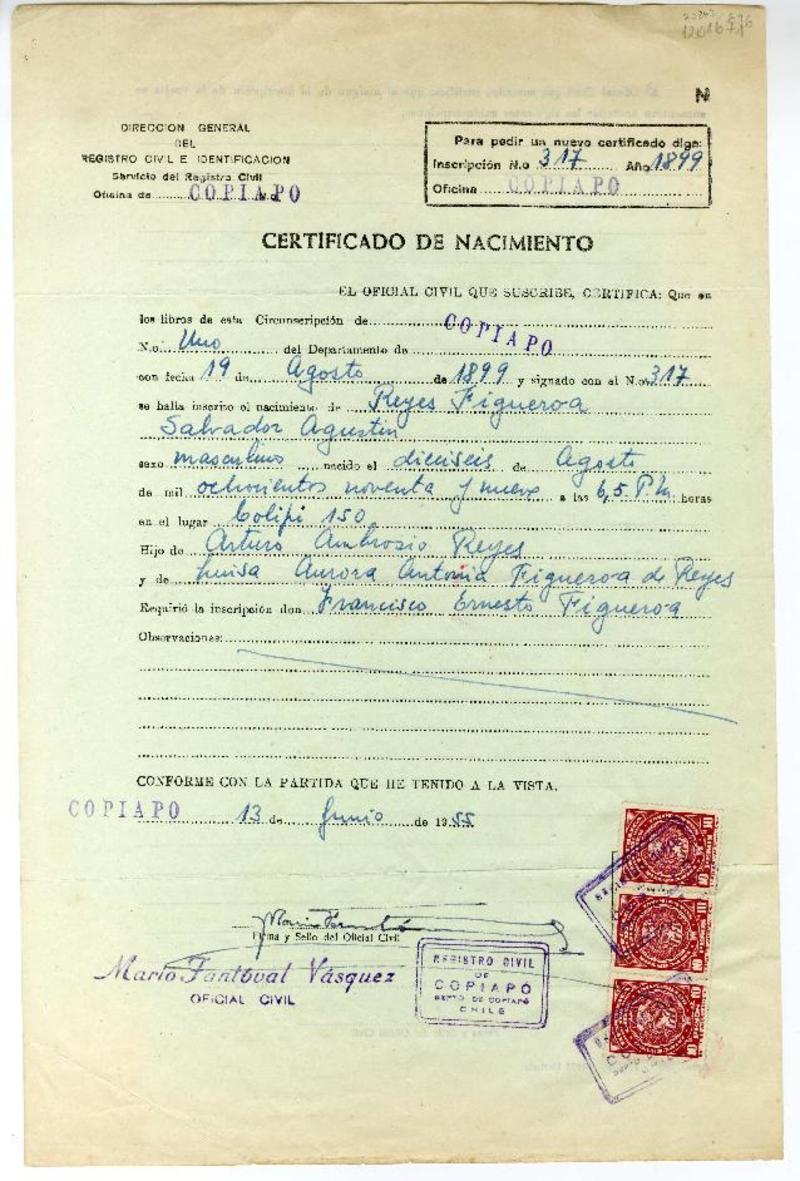 N
DIRECCION GENERAL
DEL
REGISTRO CIVIL E IDENTIFICACION
Servicio del Registro Civil
Oficina de COPIAPO
Para pedir un nuevo certificado diga:
Inscripción N.o 317 Año 1899
Oficina COPIAPO
CERTIFICADO DE NACIMIENTO
EL OFICIAL CIVIL QUE SUSCRIBE, CERTIFICA: Que en
los libros de esta Circunscripción de COPIAPO
N.o Uno del Departamento de
con fecha 19 de Agosto de 1899 y signado con el N.o 317
se halla inscrito el nacimiento de Reyes Figueroa
Salvador Agustin
sexo masculino nacido el dieciseis de Agosto
de mil ochocientos noventa y nueve a las 6,5 P.M. horas
en el lugar Colipi 150
Hijo de Arturo Ambrosio Reyes
y de Luisa Aurora Antonia Figueroa de Reyes
Requirió la inscripción don Francisco Ernesto Figueroa
Observaciones:
CONFORME CON LA PARTIDA QUE HE TENIDO A LA VISTA.
COPIAPO 13 de Junio de 1955
Firma y Sello del Oficial Civil
Mario Fantóval Vásquez
OFICIAL CIVIL
REGISTRO CIVIL
DE
COPIAPO
DEPTO DE COPIAPO
CHILE